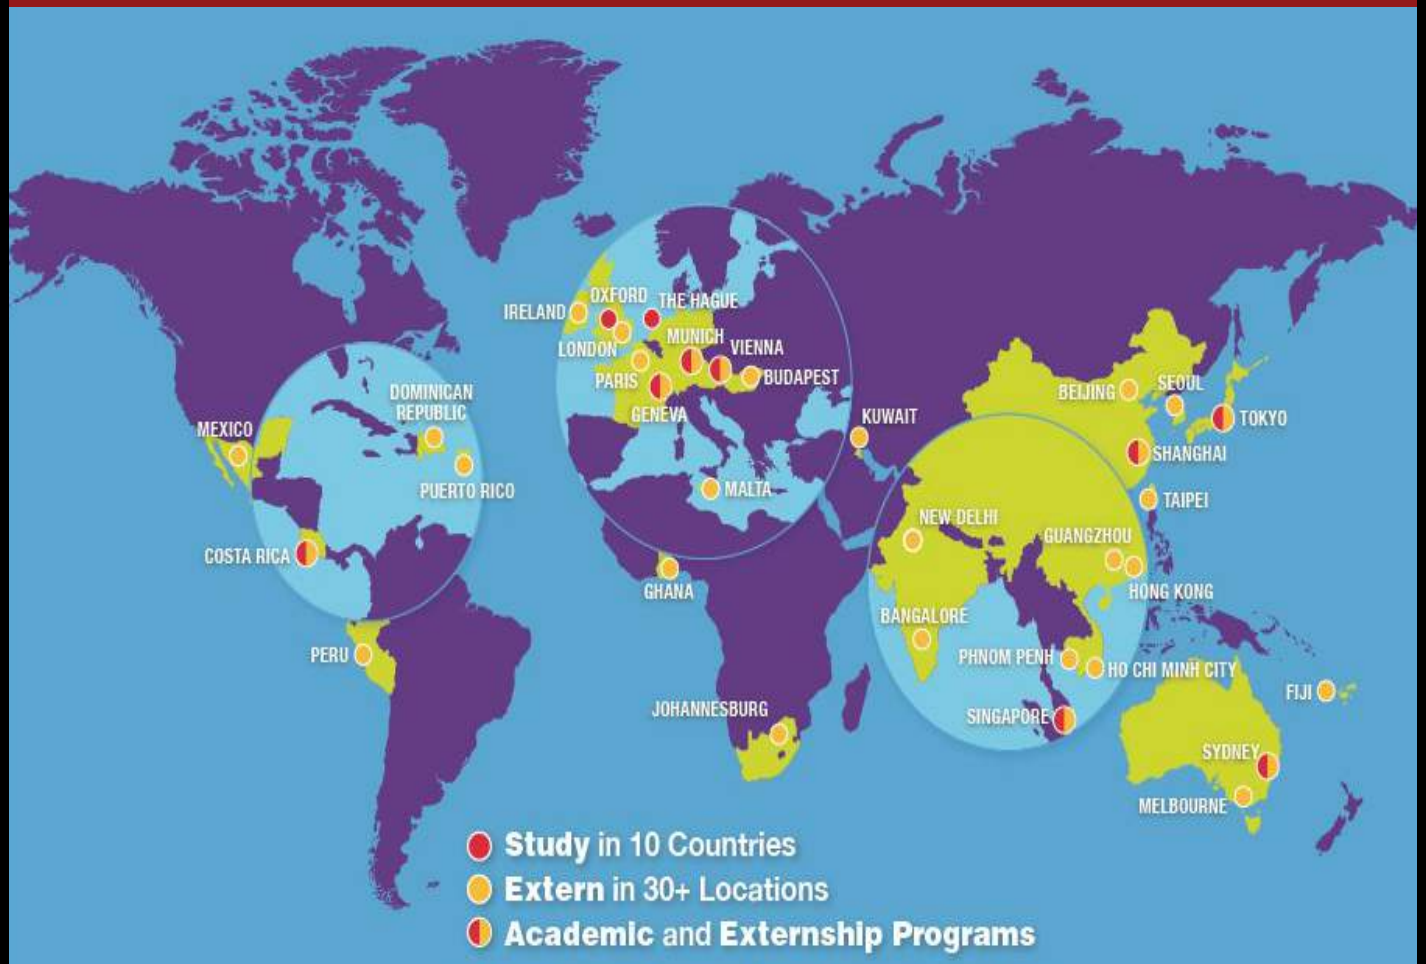 OXFORD
THE HAGUE
IRELAND
MUNICH
LONDON
VIENNA
PARIS
BUDAPEST
GENEVA
DOMINICAN
REPUBLIC
BEIJING
SEOUL
MEXICO
KUWAIT
TOKYO
SHANGHAI
PUERTO RICO
MALTA
TAIPEI
NEW DELHI
GUANGZHOU
COSTA RICA
GHANA
HONG KONG
BANGALORE
PERU
PHNOM PENH
HO CHI MINH CITY
FIJI
JOHANNESBURG
SINGAPORE
SYDNEY
MELBOURNE
Study in 10 Countries
Extern in 30+ Locations
Academic and Externship Programs